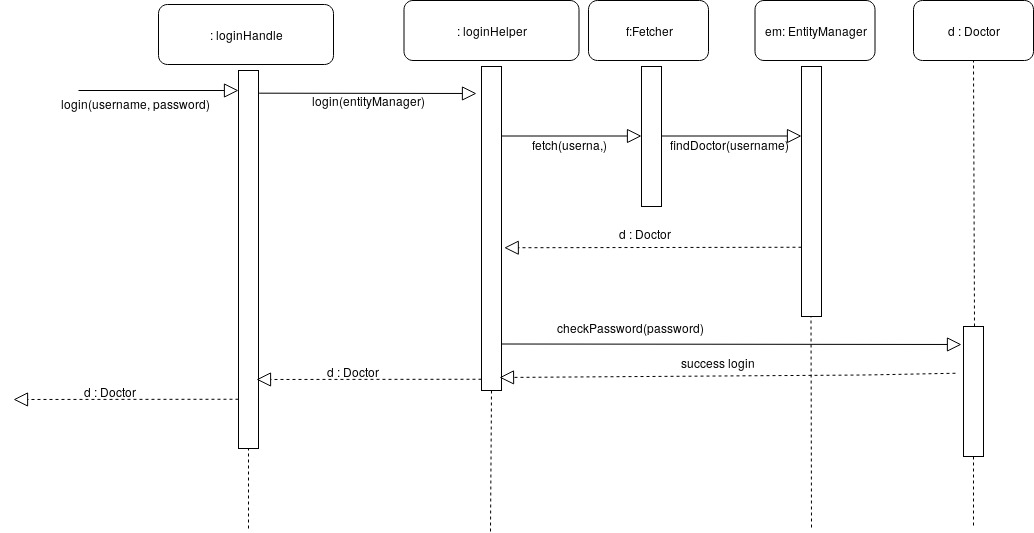 : loginHandle
: loginHelper
f:Fetcher
em: EntityManager
d : Doctor
login(username, password)
login(entityManager)
fetch(userna,)
findDoctor(username)
d : Doctor
checkPassword(password)
success login
d : Doctor
d : Doctor